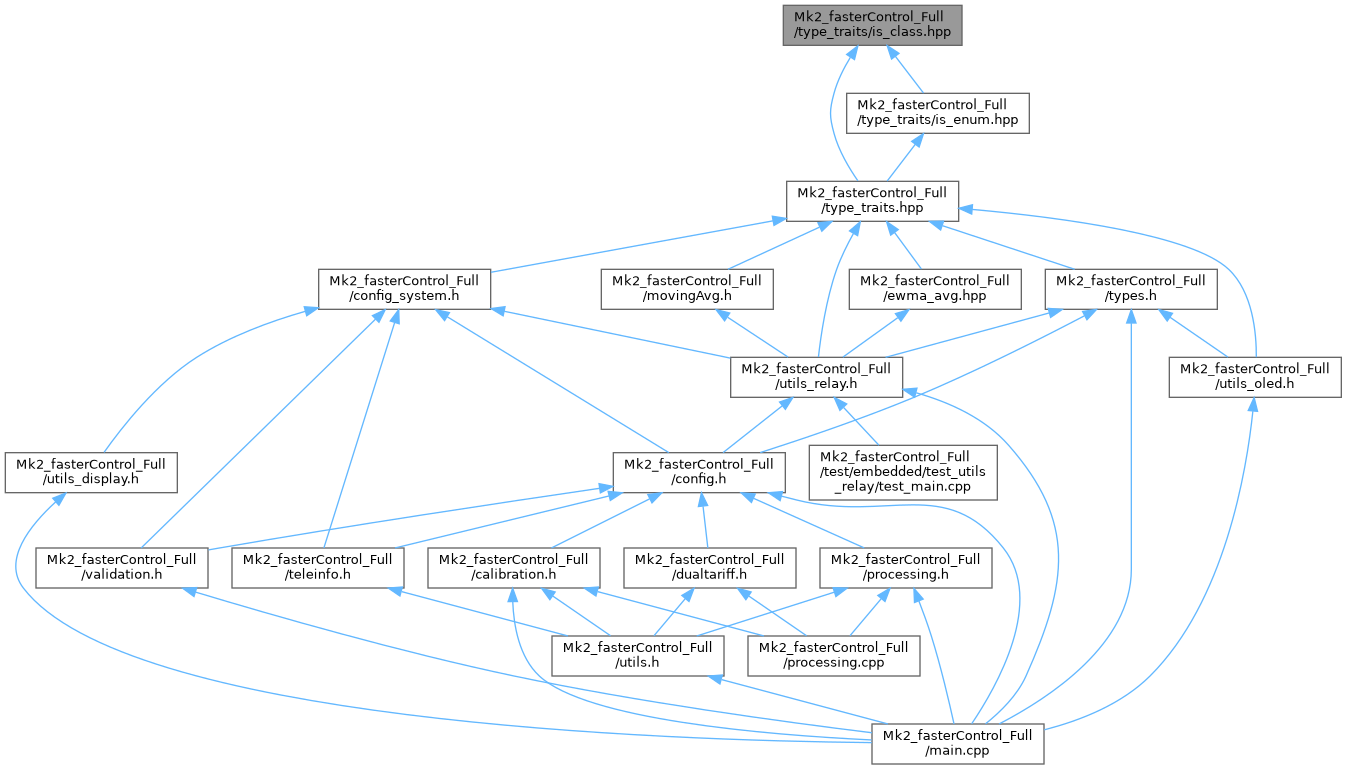 Mk2_fasterControl_Full
/type_traits/is_class.hpp
Mk2_fasterControl_Full
/type_traits/is_enum.hpp
Mk2_fasterControl_Full
/type_traits.hpp
Mk2_fasterControl_Full
/config_system.h
Mk2_fasterControl_Full
/movingAvg.h
Mk2_fasterControl_Full
/ewma_avg.hpp
Mk2_fasterControl_Full
/types.h
Mk2_fasterControl_Full
/utils_relay.h
Mk2_fasterControl_Full
/utils_oled.h
Mk2_fasterControl_Full
/utils_display.h
Mk2_fasterControl_Full
/config.h
Mk2_fasterControl_Full
/test/embedded/test_utils
_relay/test_main.cpp
Mk2_fasterControl_Full
/validation.h
Mk2_fasterControl_Full
/teleinfo.h
Mk2_fasterControl_Full
/calibration.h
Mk2_fasterControl_Full
/dualtariff.h
Mk2_fasterControl_Full
/processing.h
Mk2_fasterControl_Full
/utils.h
Mk2_fasterControl_Full
/processing.cpp
Mk2_fasterControl_Full
/main.cpp